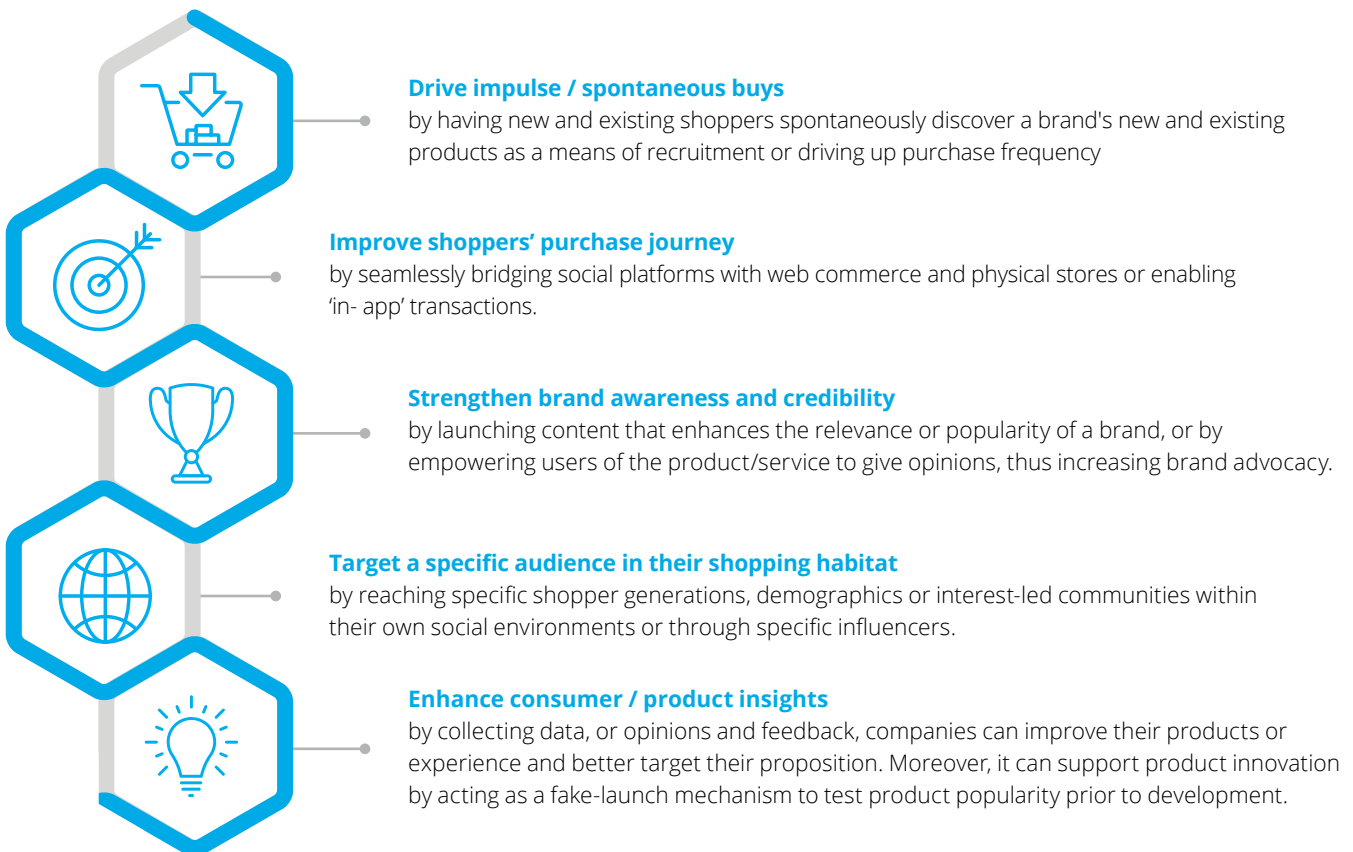 Drive impulse / spontaneous buys
by having new and existing shoppers spontaneously discover a brand's new and existing
products as a means of recruitment or driving up purchase frequency
Improve shoppers’ purchase journey
by seamlessly bridging social platforms with web commerce and physical stores or enabling
‘in- app’ transactions.
Strengthen brand awareness and credibility
by launching content that enhances the relevance or popularity of a brand, or by
empowering users of the product/service to give opinions, thus increasing brand advocacy.
Target a specific audience in their shopping habitat
by reaching specific shopper generations, demographics or interest-led communities within
their own social environments or through specific influencers.
Enhance consumer / product insights
by collecting data, or opinions and feedback, companies can improve their products or
experience and better target their proposition. Moreover, it can support product innovation
by acting as a fake-launch mechanism to test product popularity prior to development.